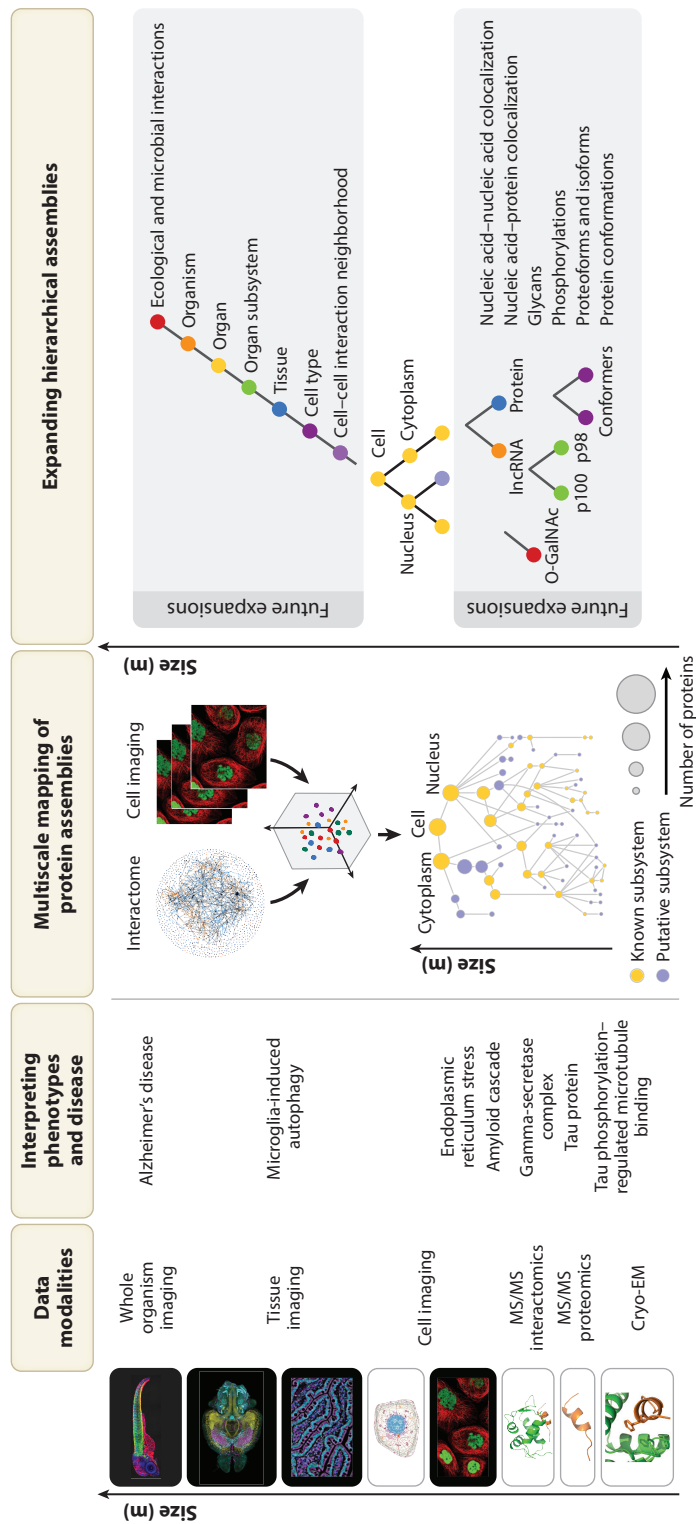 Data
modalities
Interpreting
phenotypes
and disease
Multiscale mapping of
protein assemblies
Expanding hierarchical assemblies
Size (m)
Whole
organism
imaging
Tissue
imaging
Cell imaging
MS/MS
interactomics
MS/MS
proteomics
Cryo-EM
Alzheimer's disease
Microglia-induced
autophagy
Endoplasmic
reticulum stress
Amyloid cascade
Gamma-secretase
complex
Tau protein
Tau phosphorylation–
regulated microtubule
binding
Interactome
Cell imaging
Size (m)
Cytoplasm
Cell
Nucleus
Known subsystem
Putative subsystem
Number of proteins
Size (m)
Future expansions
Ecological and microbial interactions
Organism
Organ
Organ subsystem
Tissue
Cell type
Cell–cell interaction neighborhood
Cell
Nucleus
Cytoplasm
Future expansions
lncRNA
Protein
O-GalNAc
p100
p98
Conformers
Nucleic acid–nucleic acid colocalization
Nucleic acid–protein colocalization
Glycans
Phosphorylations
Proteoforms and isoforms
Protein conformations